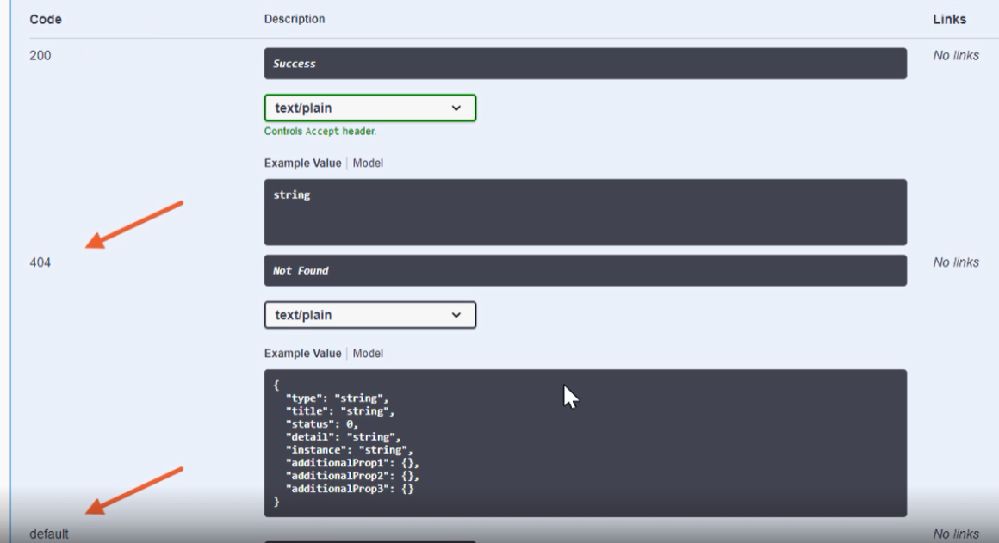 Code Description Links
200 Success No links
text/plain
Controls Accept header.
Example Value Model
string
404 Not Found No links
text/plain
Example Value Model
{
"type": "string",
"title": "string",
"status": 0,
"detail": "string",
"instance": "string",
"additionalProp1": {},
"additionalProp2": {},
"additionalProp3": {}
}
default No links